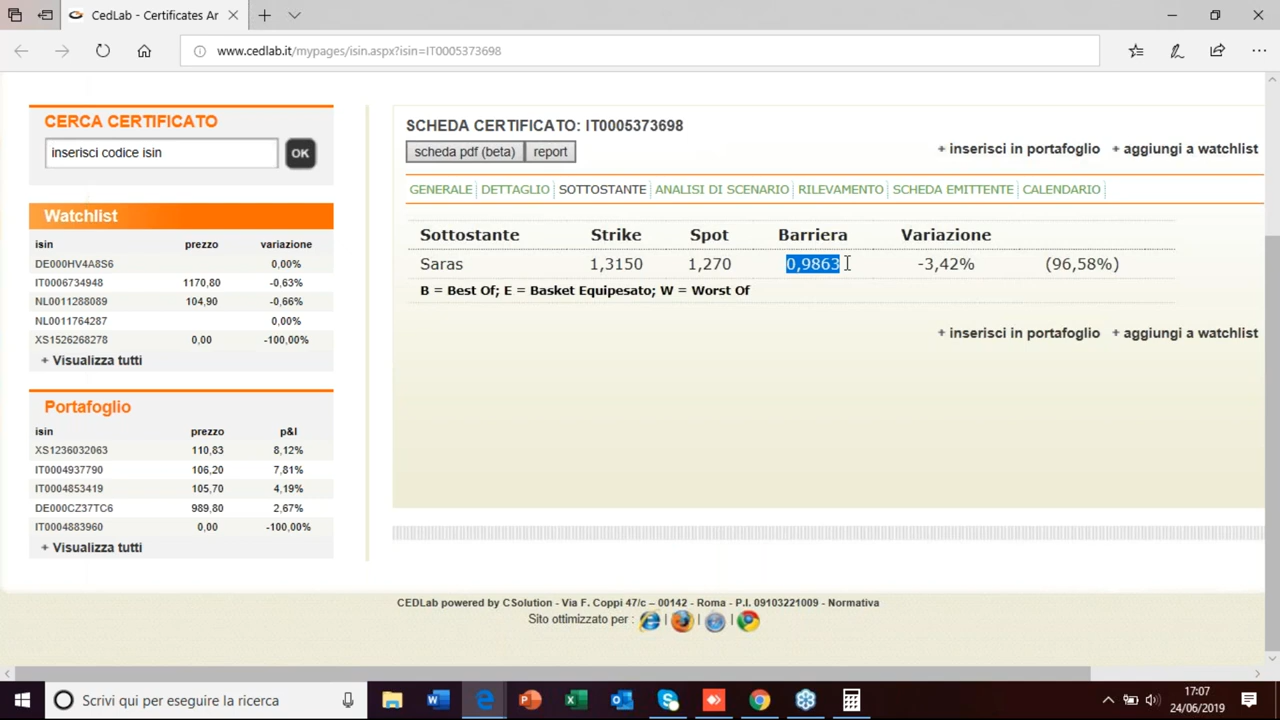 CedLab - Certificates Ar
www.cedlab.it/mypages/isin.aspx?isin=IT0005373698
CERCA CERTIFICATO
inserisci codice isin OK
Watchlist
isin prezzo variazione
DE000HV4A8S6 0,00%
IT0006734948 1170,80 -0,63%
NL0011288089 104,90 -0,66%
NL0011764287 0,00%
XS1526268278 0,00 -100,00%
+ Visualizza tutti
Portafoglio
isin prezzo p&l
XS1236032063 110,83 8,12%
IT0004937790 106,20 7,81%
IT0004853419 105,70 4,19%
DE000CZ37TC6 989,80 2,67%
IT0004883960 0,00 -100,00%
+ Visualizza tutti
SCHEDA CERTIFICATO: IT0005373698
scheda pdf (beta) report
+ inserisci in portafoglio + aggiungi a watchlist
GENERALE DETTAGLIO SOTTOSTANTE ANALISI DI SCENARIO RILEVAMENTO SCHEDA EMITTENTE CALENDARIO
Sottostante Strike Spot Barriera Variazione
Saras 1,3150 1,270 0,9863 -3,42% (96,58%)
B = Best Of; E = Basket Equipesato; W = Worst Of
+ inserisci in portafoglio + aggiungi a watchlist
CEDLab powered by CSolution - Via F. Coppi 47/c – 00142 - Roma - P.I. 09103221009 - Normativa
Sito ottimizzato per : | | |
Scrivi qui per eseguire la ricerca
17:07
24/06/2019